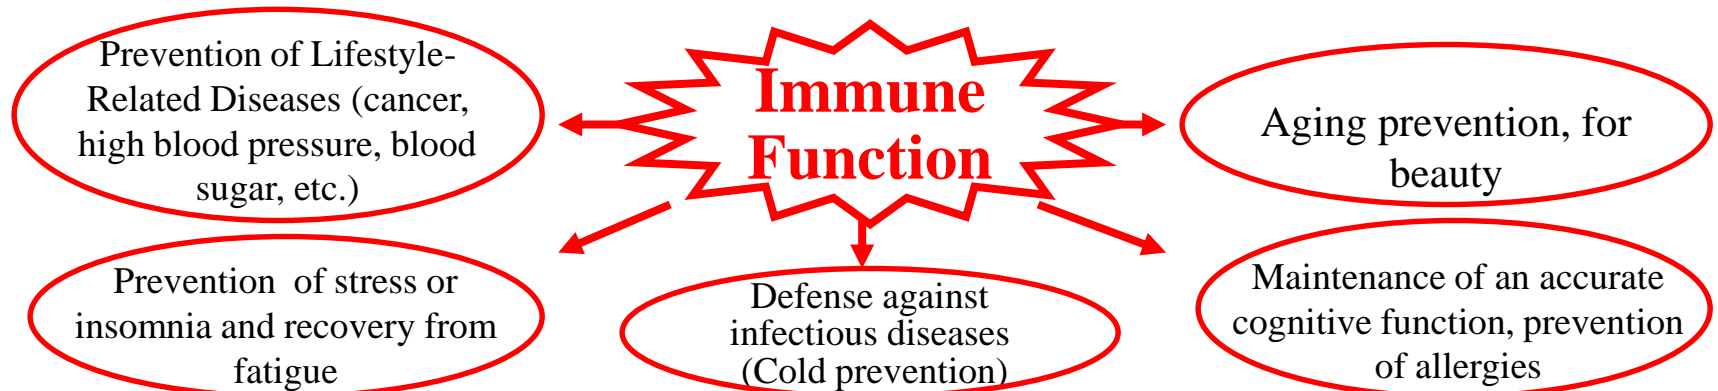 Prevention of Lifestyle-
Related Diseases (cancer,
high blood pressure, blood
sugar, etc.)
Immune
Function
Aging prevention, for
beauty
Prevention  of stress or
insomnia and recovery from
fatigue
Defense against
infectious diseases
(Cold prevention)
Maintenance of an accurate
cognitive function, prevention
of allergies